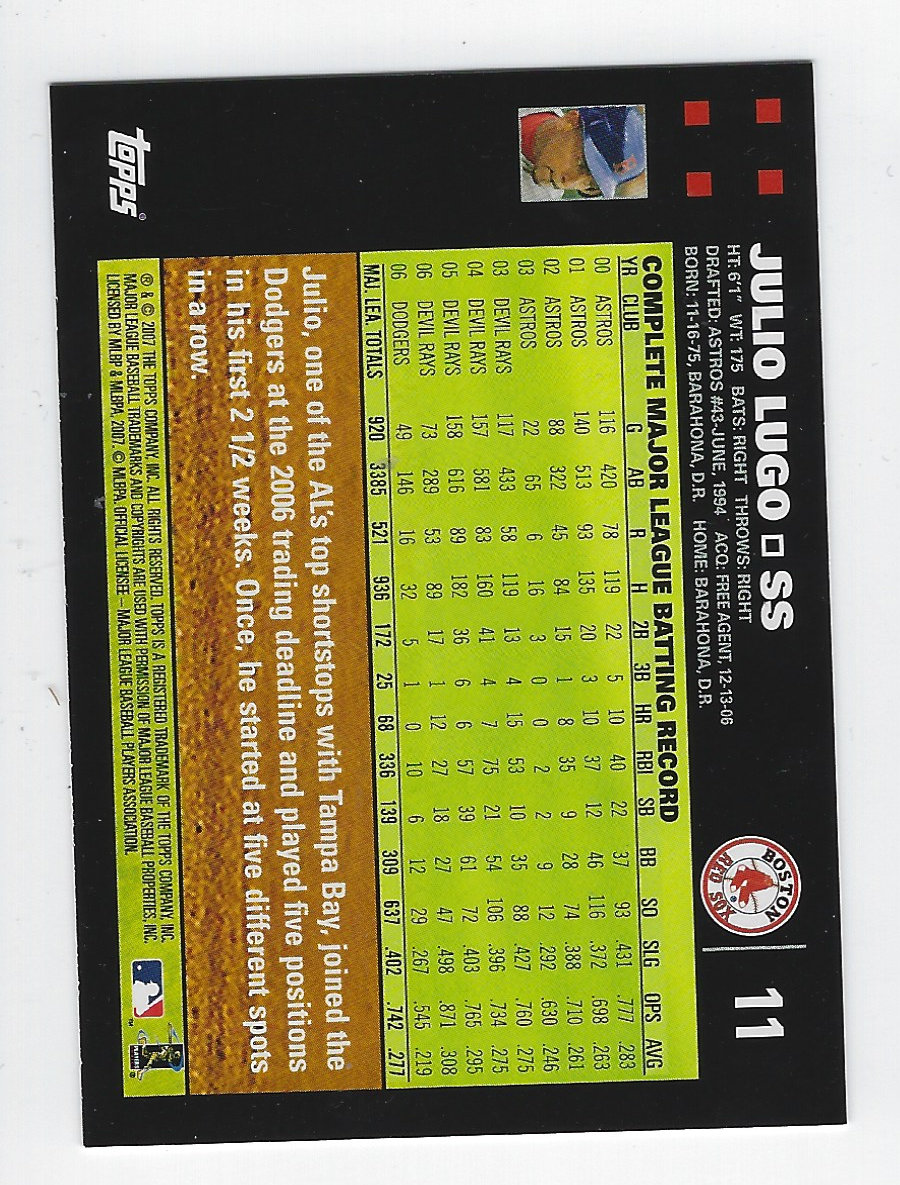 JULIO LUGO ▪ SS
HT: 6'1" WT: 175 BATS: RIGHT THROWS: RIGHT
DRAFTED: ASTROS #43-JUNE, 1994 ACQ: FREE AGENT, 12-13-06
BORN: 11-16-75, BARAHONA, D.R. HOME: BARAHONA, D.R.
BOSTON
RED SOX
11
COMPLETE MAJOR LEAGUE BATTING RECORD
YR CLUB G AB R H 2B 3B HR RBI SB BB SO SLG OPS AVG
00 ASTROS 116 420 78 119 22 5 10 40 22 37 93 .431 .777 .283
01 ASTROS 140 513 93 135 20 3 10 37 12 46 116 .372 .698 .263
02 ASTROS 88 322 45 84 15 1 8 35 9 28 74 .388 .710 .261
03 ASTROS 22 65 6 16 3 0 0 2 2 9 12 .292 .630 .246
03 DEVIL RAYS 117 433 58 119 13 4 15 53 10 35 88 .427 .760 .275
04 DEVIL RAYS 157 581 83 160 41 4 7 75 21 54 106 .396 .734 .275
05 DEVIL RAYS 158 616 89 182 36 6 6 57 39 61 72 .403 .765 .295
06 DEVIL RAYS 73 289 53 89 17 1 12 27 18 27 47 .498 .871 .308
06 DODGERS 49 146 16 32 5 1 0 10 6 12 29 .267 .545 .219
MAJ. LEA. TOTALS 920 3385 521 936 172 25 68 336 139 309 637 .402 .742 .277
Julio, one of the AL's top shortstops with Tampa Bay, joined the
Dodgers at the 2006 trading deadline and played five positions
in his first 2 1/2 weeks. Once, he started at five different spots
in a row.
® & © 2007 THE TOPPS COMPANY, INC. ALL RIGHTS RESERVED. TOPPS IS A REGISTERED TRADEMARK OF THE TOPPS COMPANY, INC.
MAJOR LEAGUE BASEBALL TRADEMARKS AND COPYRIGHTS ARE USED WITH PERMISSION OF MAJOR LEAGUE BASEBALL PROPERTIES, INC.
LICENSED BY MLBP & MLBPA, 2007. © MLBPA, OFFICIAL LICENSEE – MAJOR LEAGUE BASEBALL PLAYERS ASSOCIATION.
topps®
PLAYERS